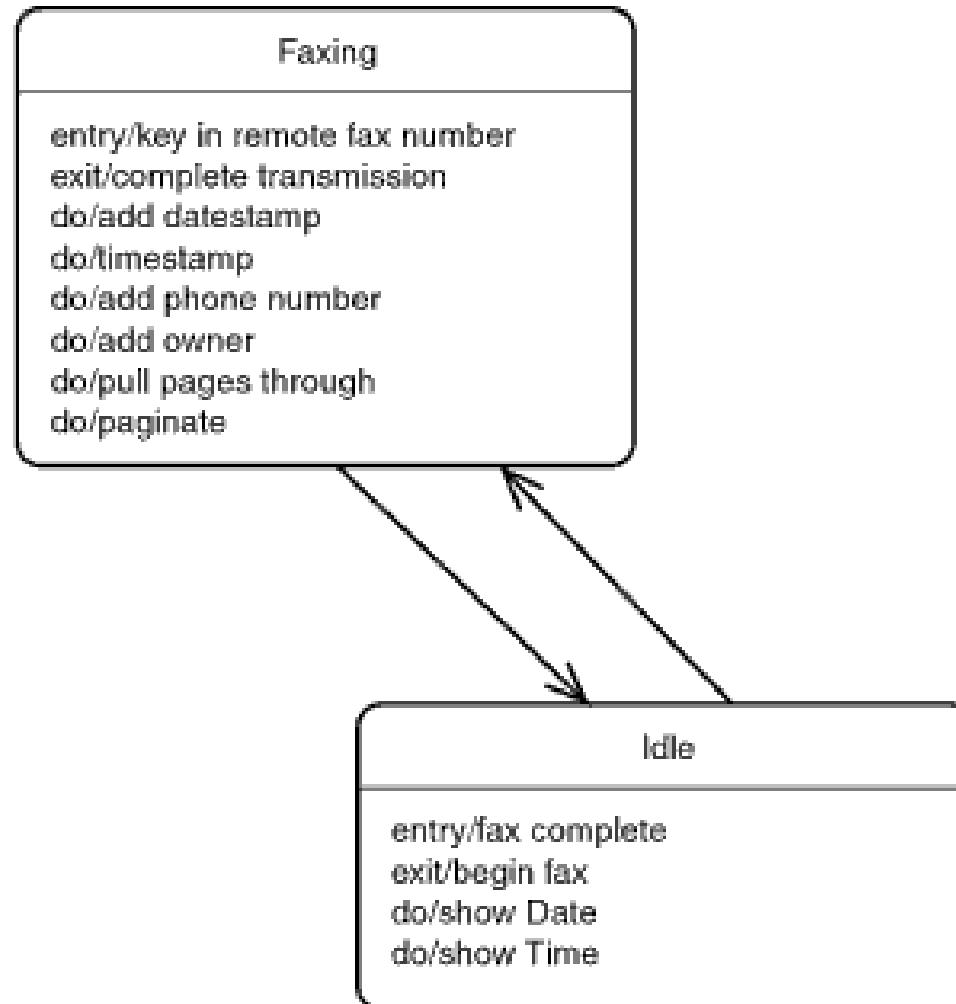 Faxing
entry/key in remote fax number
exit/complete transmission
do/add datestamp
do/timestamp
do/add phone number
do/add owner
do/pull pages through
do/paginate
Idle
entry/fax complete
exit/begin fax
do/show Date
do/show Time